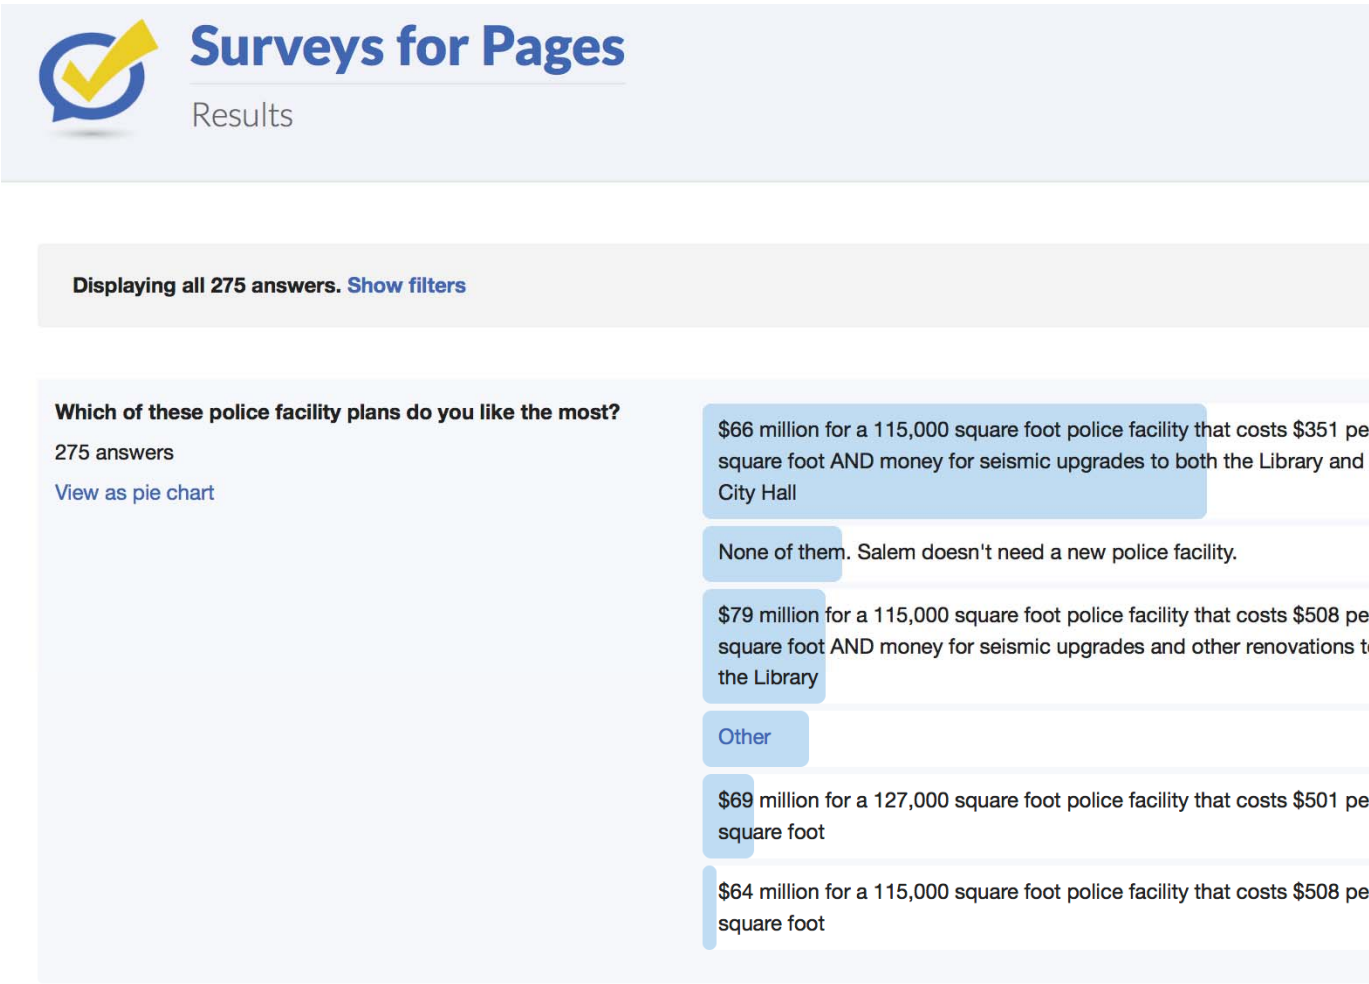 Surveys for Pages
Results
Displaying all 275 answers. Show filters
Which of these police facility plans do you like the most?
275 answers
View as pie chart
$66 million for a 115,000 square foot police facility that costs $351 pe
square foot AND money for seismic upgrades to both the Library and
City Hall
None of them. Salem doesn't need a new police facility.
$79 million for a 115,000 square foot police facility that costs $508 pe
square foot AND money for seismic upgrades and other renovations t
the Library
Other
$69 million for a 127,000 square foot police facility that costs $501 pe
square foot
$64 million for a 115,000 square foot police facility that costs $508 pe
square foot